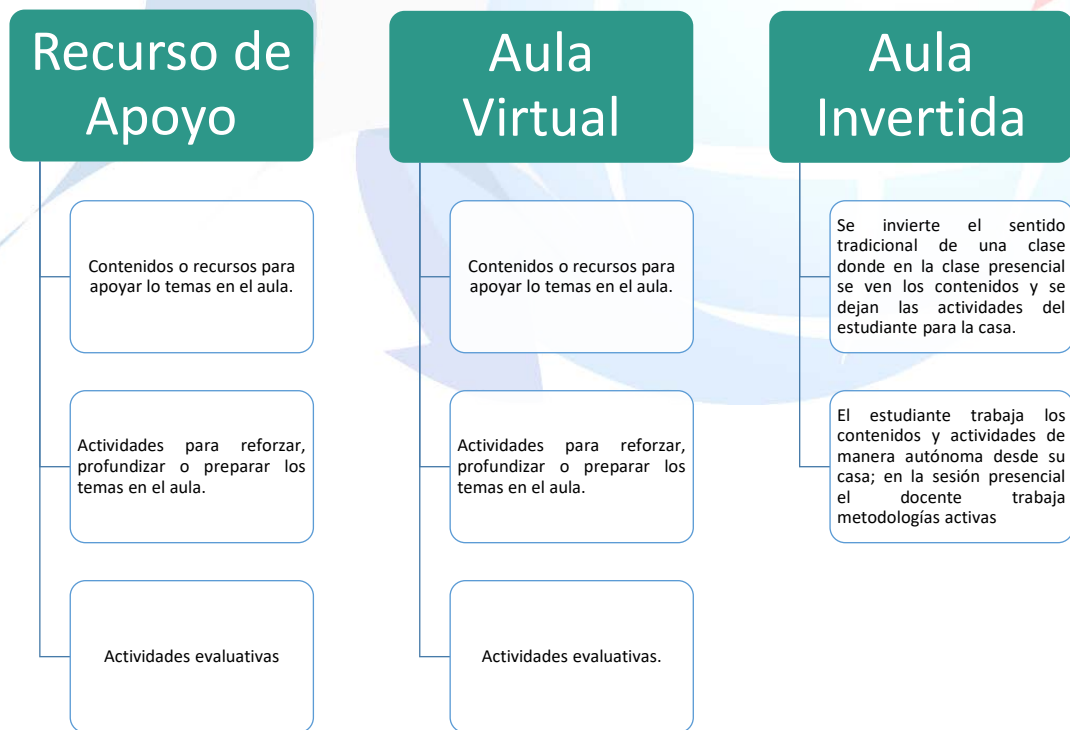 Recurso de
Apoyo
Contenidos o recursos para
apoyar lo temas en el aula.
Actividades para reforzar,
profundizar o preparar los
temas en el aula.
Actividades evaluativas
Aula
Virtual
Contenidos o recursos para
apoyar lo temas en el aula.
Actividades para reforzar,
profundizar o preparar los
temas en el aula.
Actividades evaluativas.
Aula
Invertida
Se invierte el sentido
tradicional de una clase
donde en la clase presencial
se ven los contenidos y se
dejan las actividades del
estudiante para la casa.
El estudiante trabaja los
contenidos y actividades de
manera autónoma desde su
casa; en la sesión presencial
el docente trabaja
metodologías activas